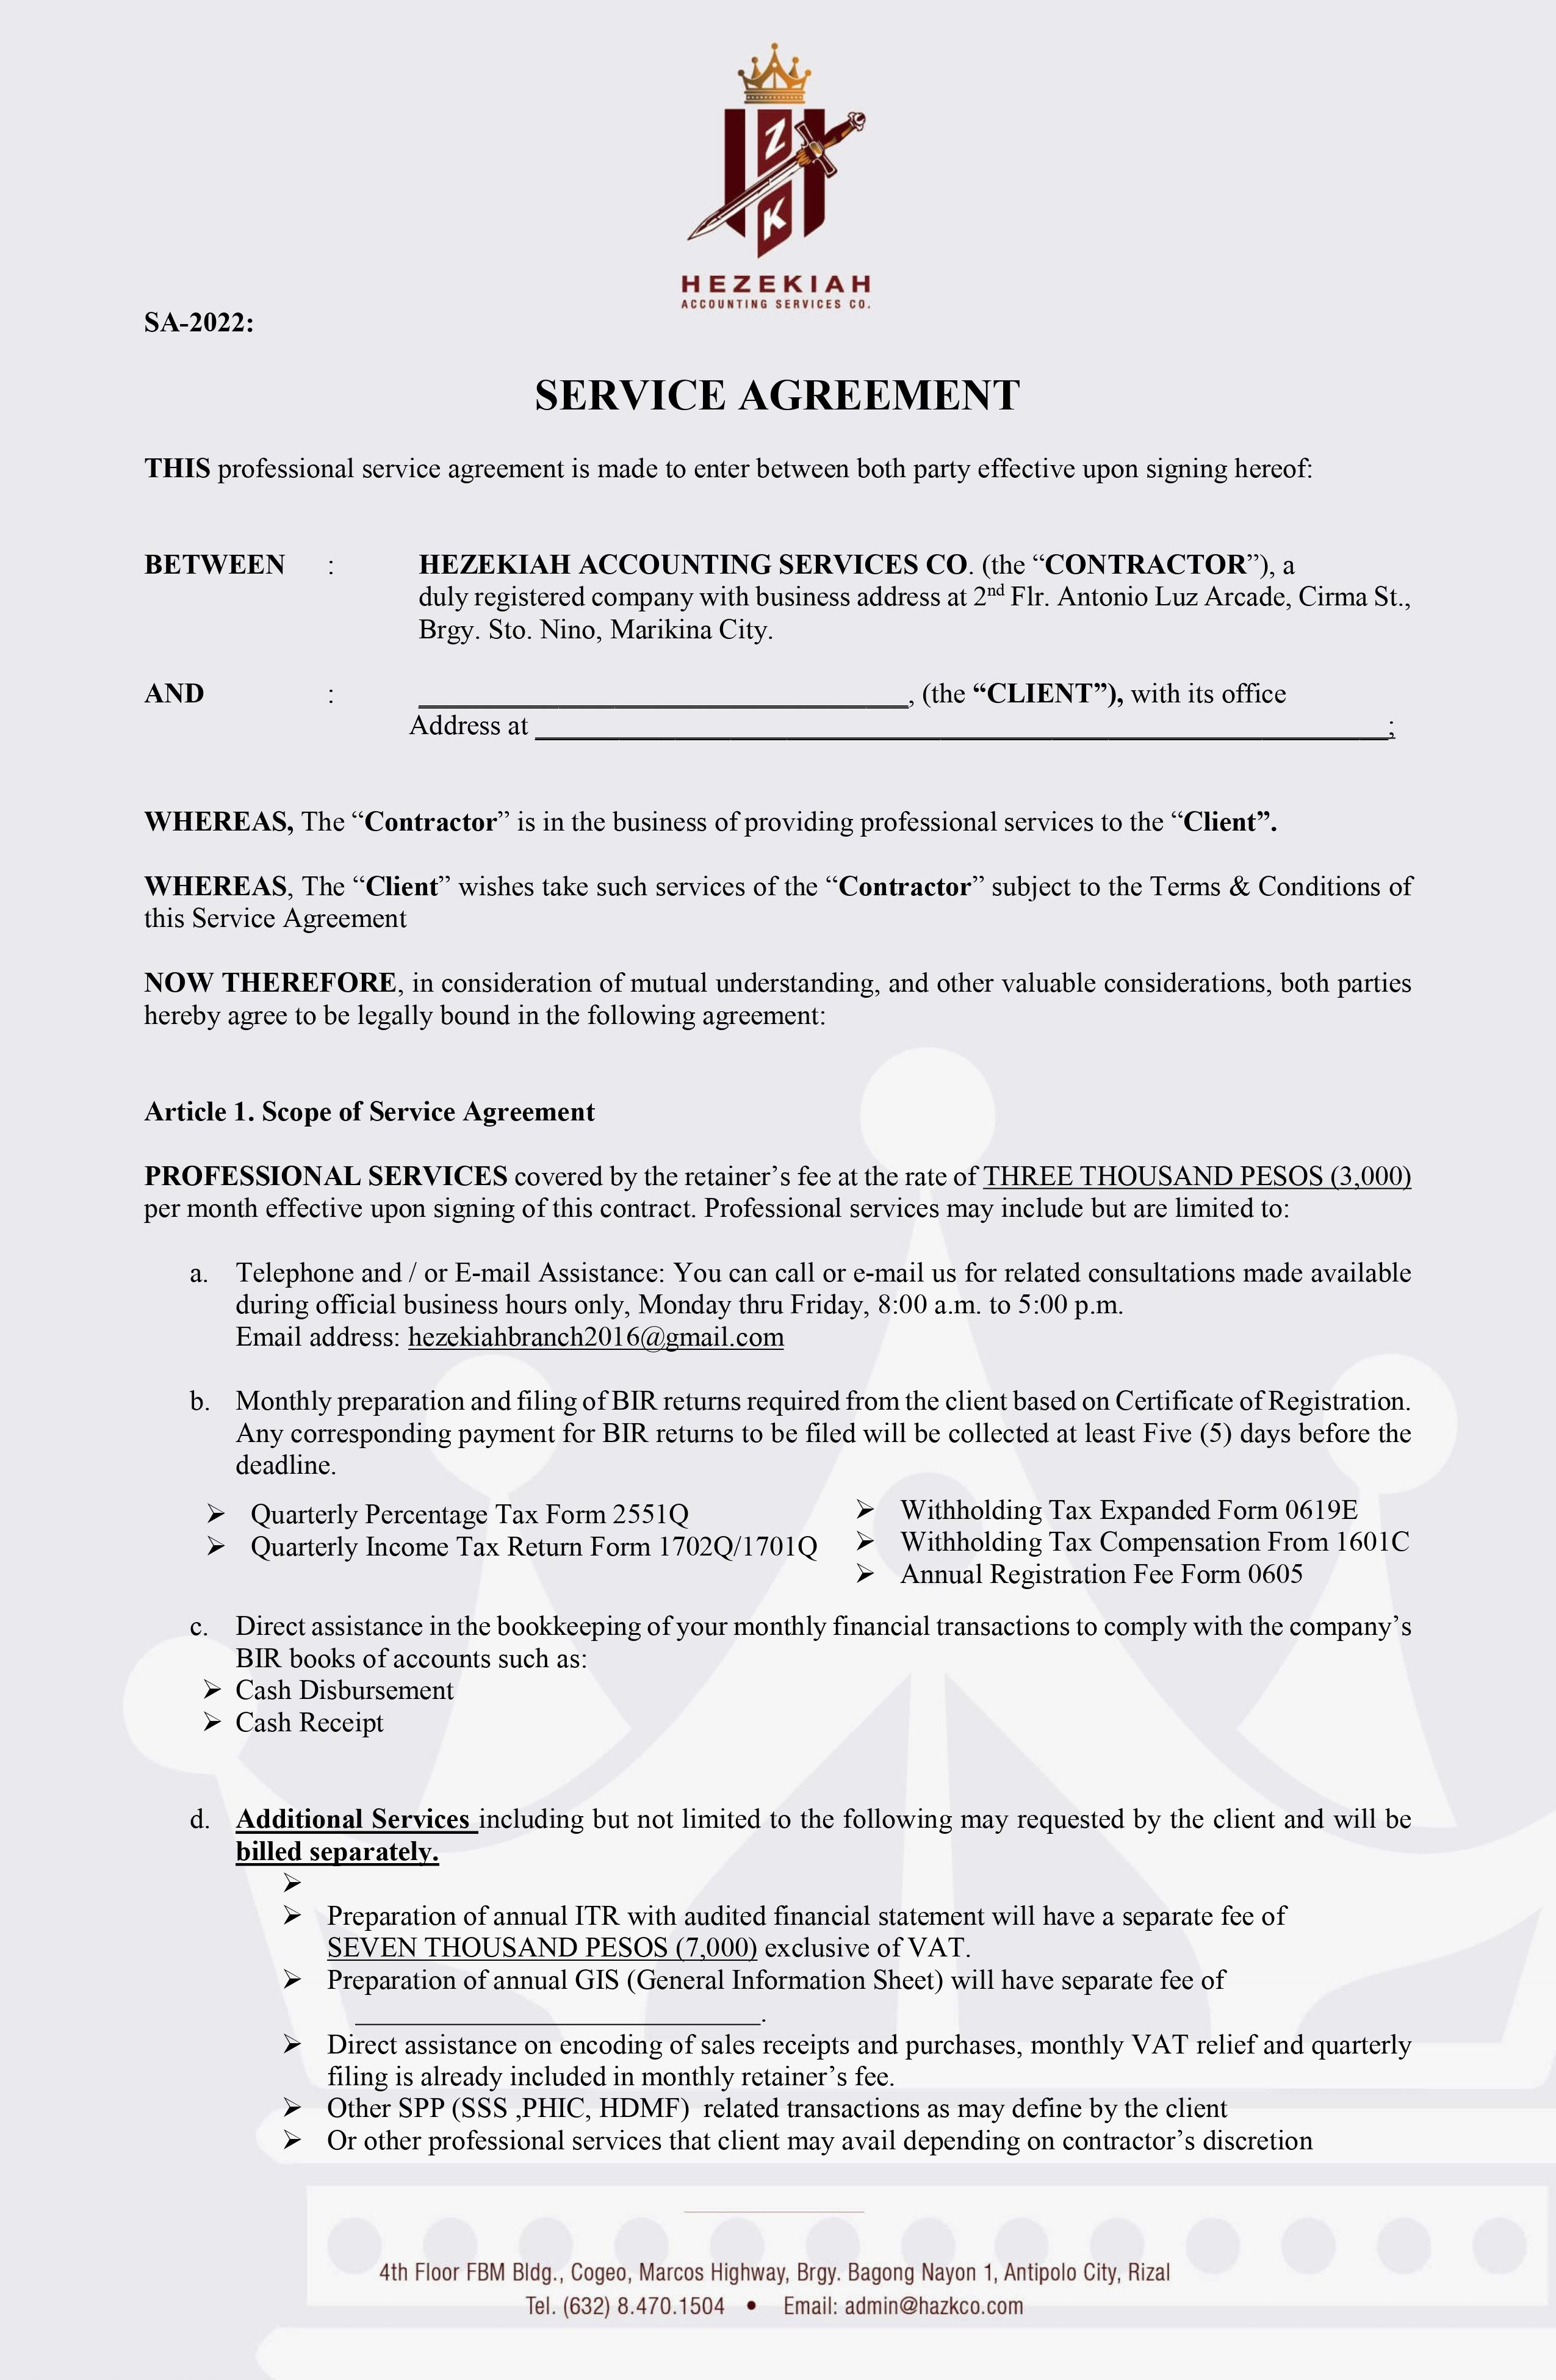 Z
K
HEZEKIAH
ACCOUNTING SERVICES CO.
SA-2022:
SERVICE AGREEMENT
THIS professional service agreement is made to enter between both party effective upon signing hereof:
BETWEEN : HEZEKIAH ACCOUNTING SERVICES CO. (the “CONTRACTOR”), a
duly registered company with business address at 2nd Flr. Antonio Luz Arcade, Cirma St.,
Brgy. Sto. Nino, Marikina City.
AND : ___________________________________, (the “CLIENT”), with its office
Address at _____________________________________________________________;
WHEREAS, The “Contractor” is in the business of providing professional services to the “Client”.
WHEREAS, The “Client” wishes take such services of the “Contractor” subject to the Terms & Conditions of
this Service Agreement
NOW THEREFORE, in consideration of mutual understanding, and other valuable considerations, both parties
hereby agree to be legally bound in the following agreement:
Article 1. Scope of Service Agreement
PROFESSIONAL SERVICES covered by the retainer’s fee at the rate of THREE THOUSAND PESOS (3,000)
per month effective upon signing of this contract. Professional services may include but are limited to:
a. Telephone and / or E-mail Assistance: You can call or e-mail us for related consultations made available
during official business hours only, Monday thru Friday, 8:00 a.m. to 5:00 p.m.
Email address: hezekiahbranch2016@gmail.com
b. Monthly preparation and filing of BIR returns required from the client based on Certificate of Registration.
Any corresponding payment for BIR returns to be filed will be collected at least Five (5) days before the
deadline.
➢ Quarterly Percentage Tax Form 2551Q
➢ Quarterly Income Tax Return Form 1702Q/1701Q
➢ Withholding Tax Expanded Form 0619E
➢ Withholding Tax Compensation From 1601C
➢ Annual Registration Fee Form 0605
c. Direct assistance in the bookkeeping of your monthly financial transactions to comply with the company’s
BIR books of accounts such as:
➢ Cash Disbursement
➢ Cash Receipt
d. Additional Services including but not limited to the following may requested by the client and will be
billed separately.
➢
➢ Preparation of annual ITR with audited financial statement will have a separate fee of
SEVEN THOUSAND PESOS (7,000) exclusive of VAT.
➢ Preparation of annual GIS (General Information Sheet) will have separate fee of
_____________________________.
➢ Direct assistance on encoding of sales receipts and purchases, monthly VAT relief and quarterly
filing is already included in monthly retainer’s fee.
➢ Other SPP (SSS ,PHIC, HDMF) related transactions as may define by the client
➢ Or other professional services that client may avail depending on contractor’s discretion
4th Floor FBM Bldg., Cogeo, Marcos Highway, Brgy. Bagong Nayon 1, Antipolo City, Rizal
Tel. (632) 8.470.1504 • Email: admin@hazkco.com